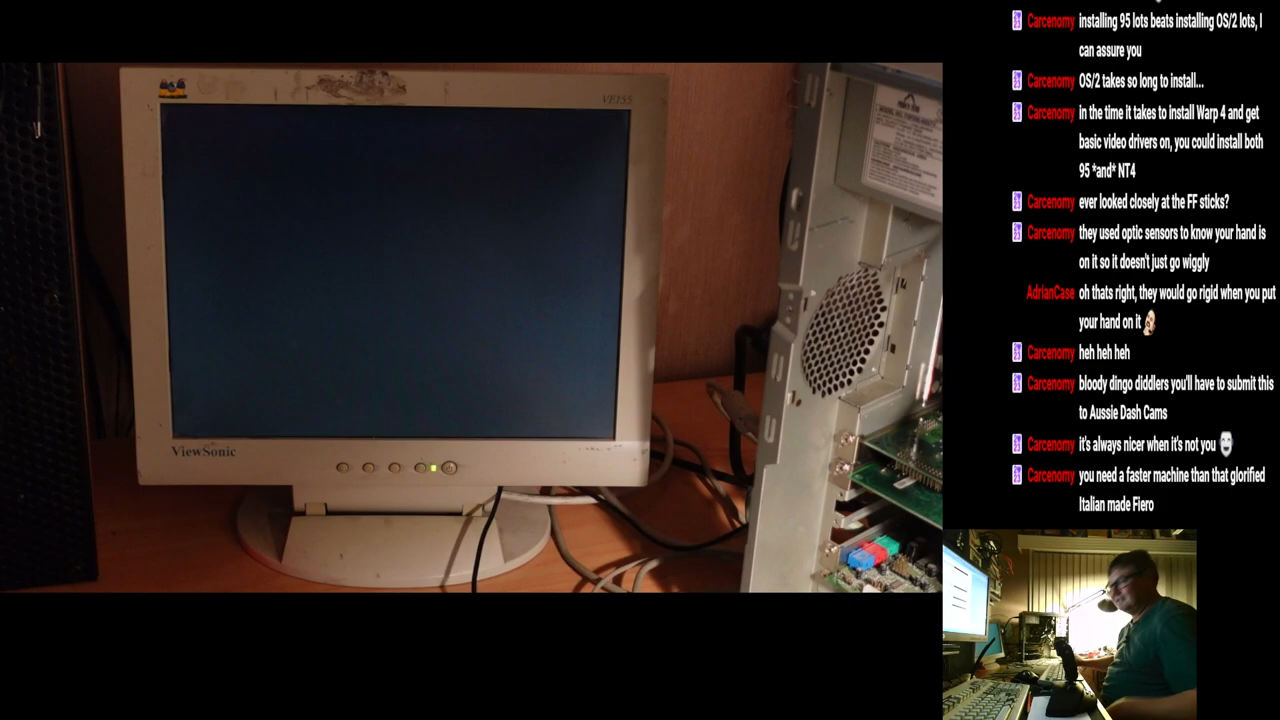 VE155
ViewSonic
Carcenomy installing 95 lots beats installing OS/2 lots, I
can assure you
Carcenomy OS/2 takes so long to install...
Carcenomy in the time it takes to install Warp 4 and get
basic video drivers on, you could install both
95 *and* NT4
Carcenomy ever looked closely at the FF sticks?
Carcenomy they used optic sensors to know your hand is
on it so it doesn't just go wiggly
AdrianCase oh thats right, they would go rigid when you put
your hand on it
Carcenomy heh heh heh
Carcenomy bloody dingo diddlers you'll have to submit this
to Aussie Dash Cams
Carcenomy it's always nicer when it's not you
Carcenomy you need a faster machine than that glorified
Italian made Fiero